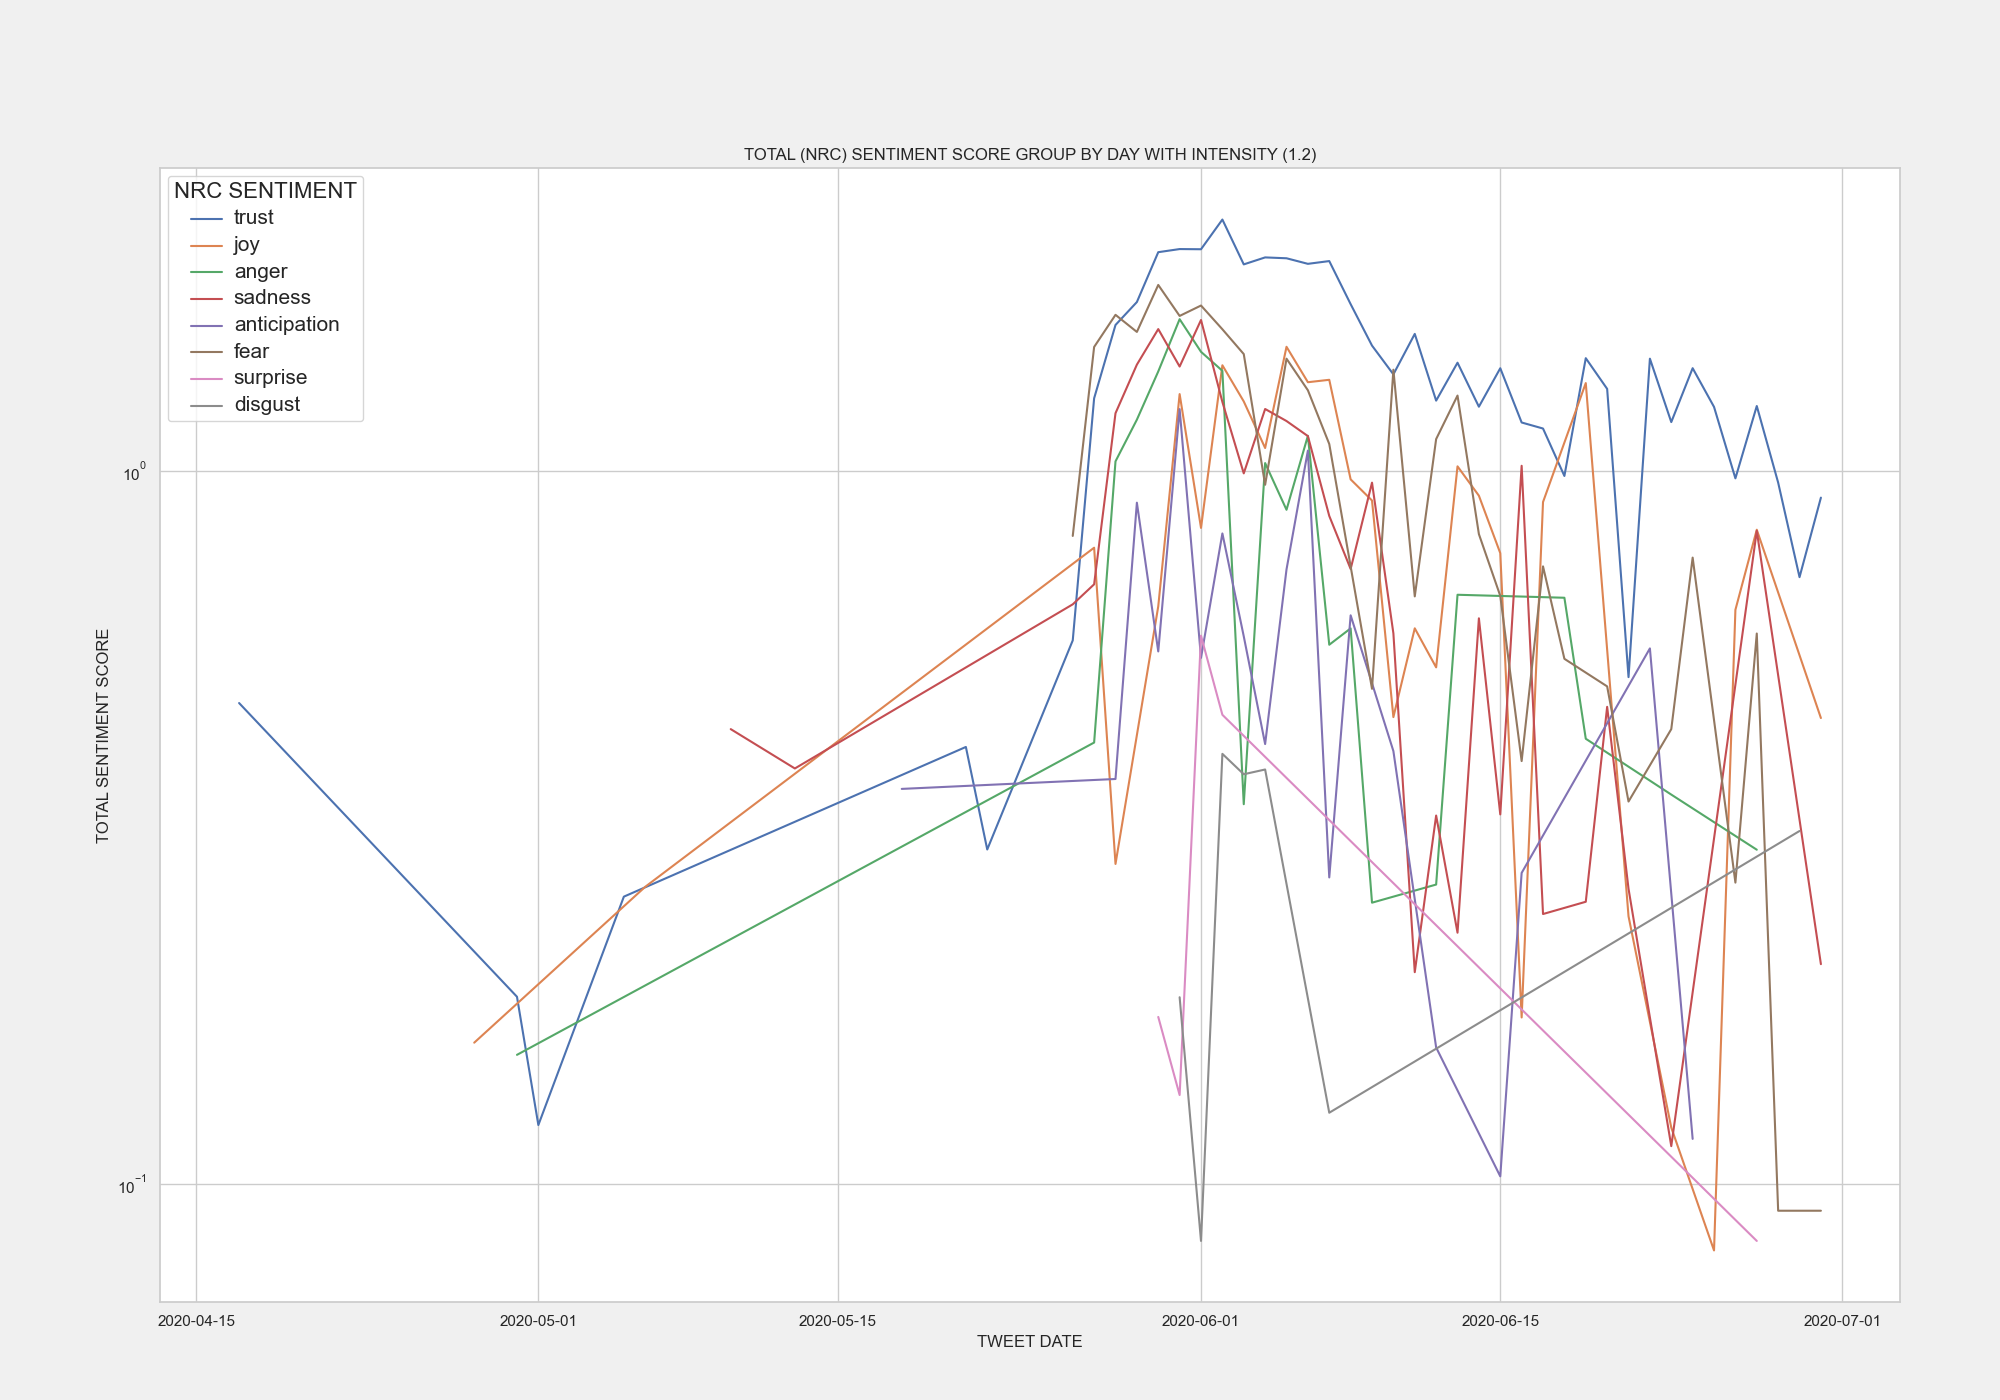 TOTAL (NRC) SENTIMENT SCORE GROUP BY DAY WITH INTENSITY (1.2)
NRC SENTIMENT
trust
joy
anger
sadness
anticipation
fear
surprise
disgust
10⁰
10⁻¹
TOTAL SENTIMENT SCORE
2020-04-15 2020-05-01 2020-05-15 2020-06-01 2020-06-15 2020-07-01
TWEET DATE